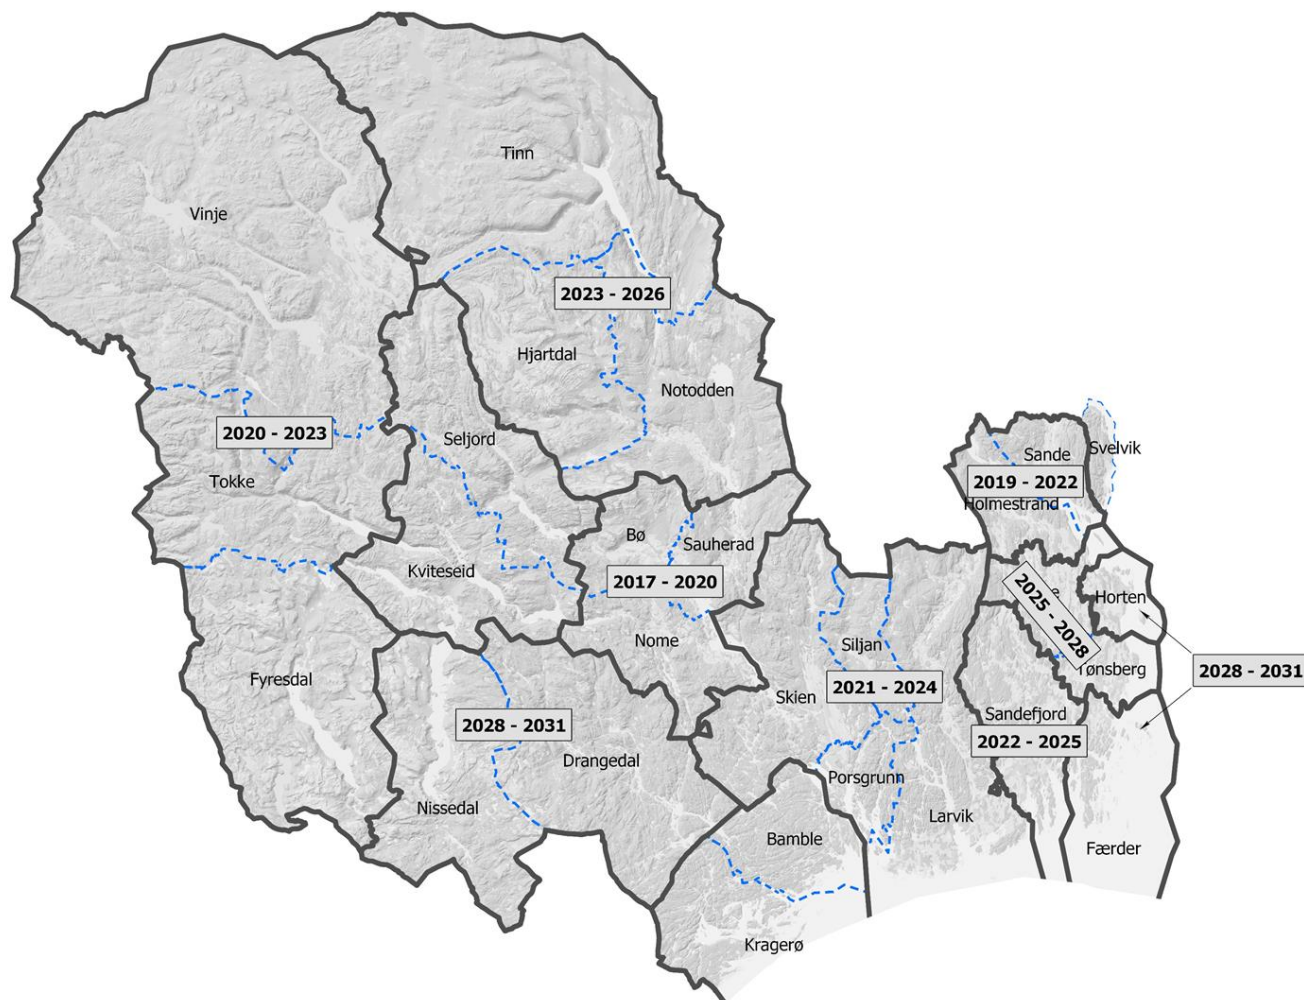 Tinn
Vinje
2023 - 2026
Hjartdal
Notodden
2020 - 2023
Seljord
Tokke
Sande
Svelvik
2019 - 2022
Holmestrand
Bø
Sauherad
Kviteseid
2017 - 2020
Nome
2025 - 2028
Horten
Siljan
Fyresdal
2028 - 2031
Tønsberg
2021 - 2024
Skien
Sandefjord
2022 - 2025
2028 - 2031
Drangedal
Porsgrunn
Nissedal
Larvik
Bamble
Færder
Kragerø